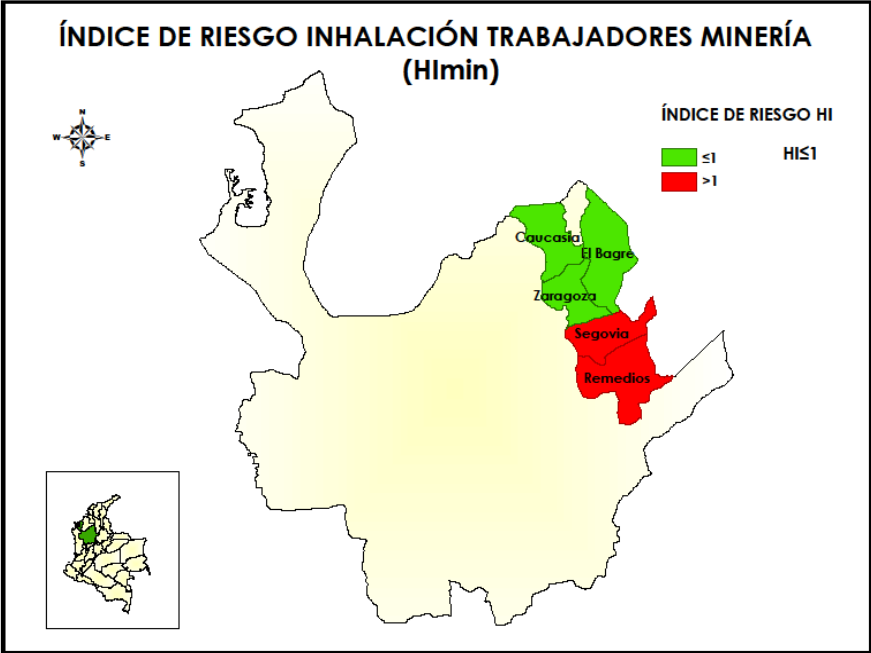 ÍNDICE DE RIESGO INHALACIÓN TRABAJADORES MINERÍA
(HImin)
N
W E
S
ÍNDICE DE RIESGO HI
≤1
HI≤1
>1
Caucasia
El Bagre
Zaragoza
Segovia
Remedios